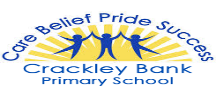 Care Belief Pride Success
Crackley Bank
Primary School